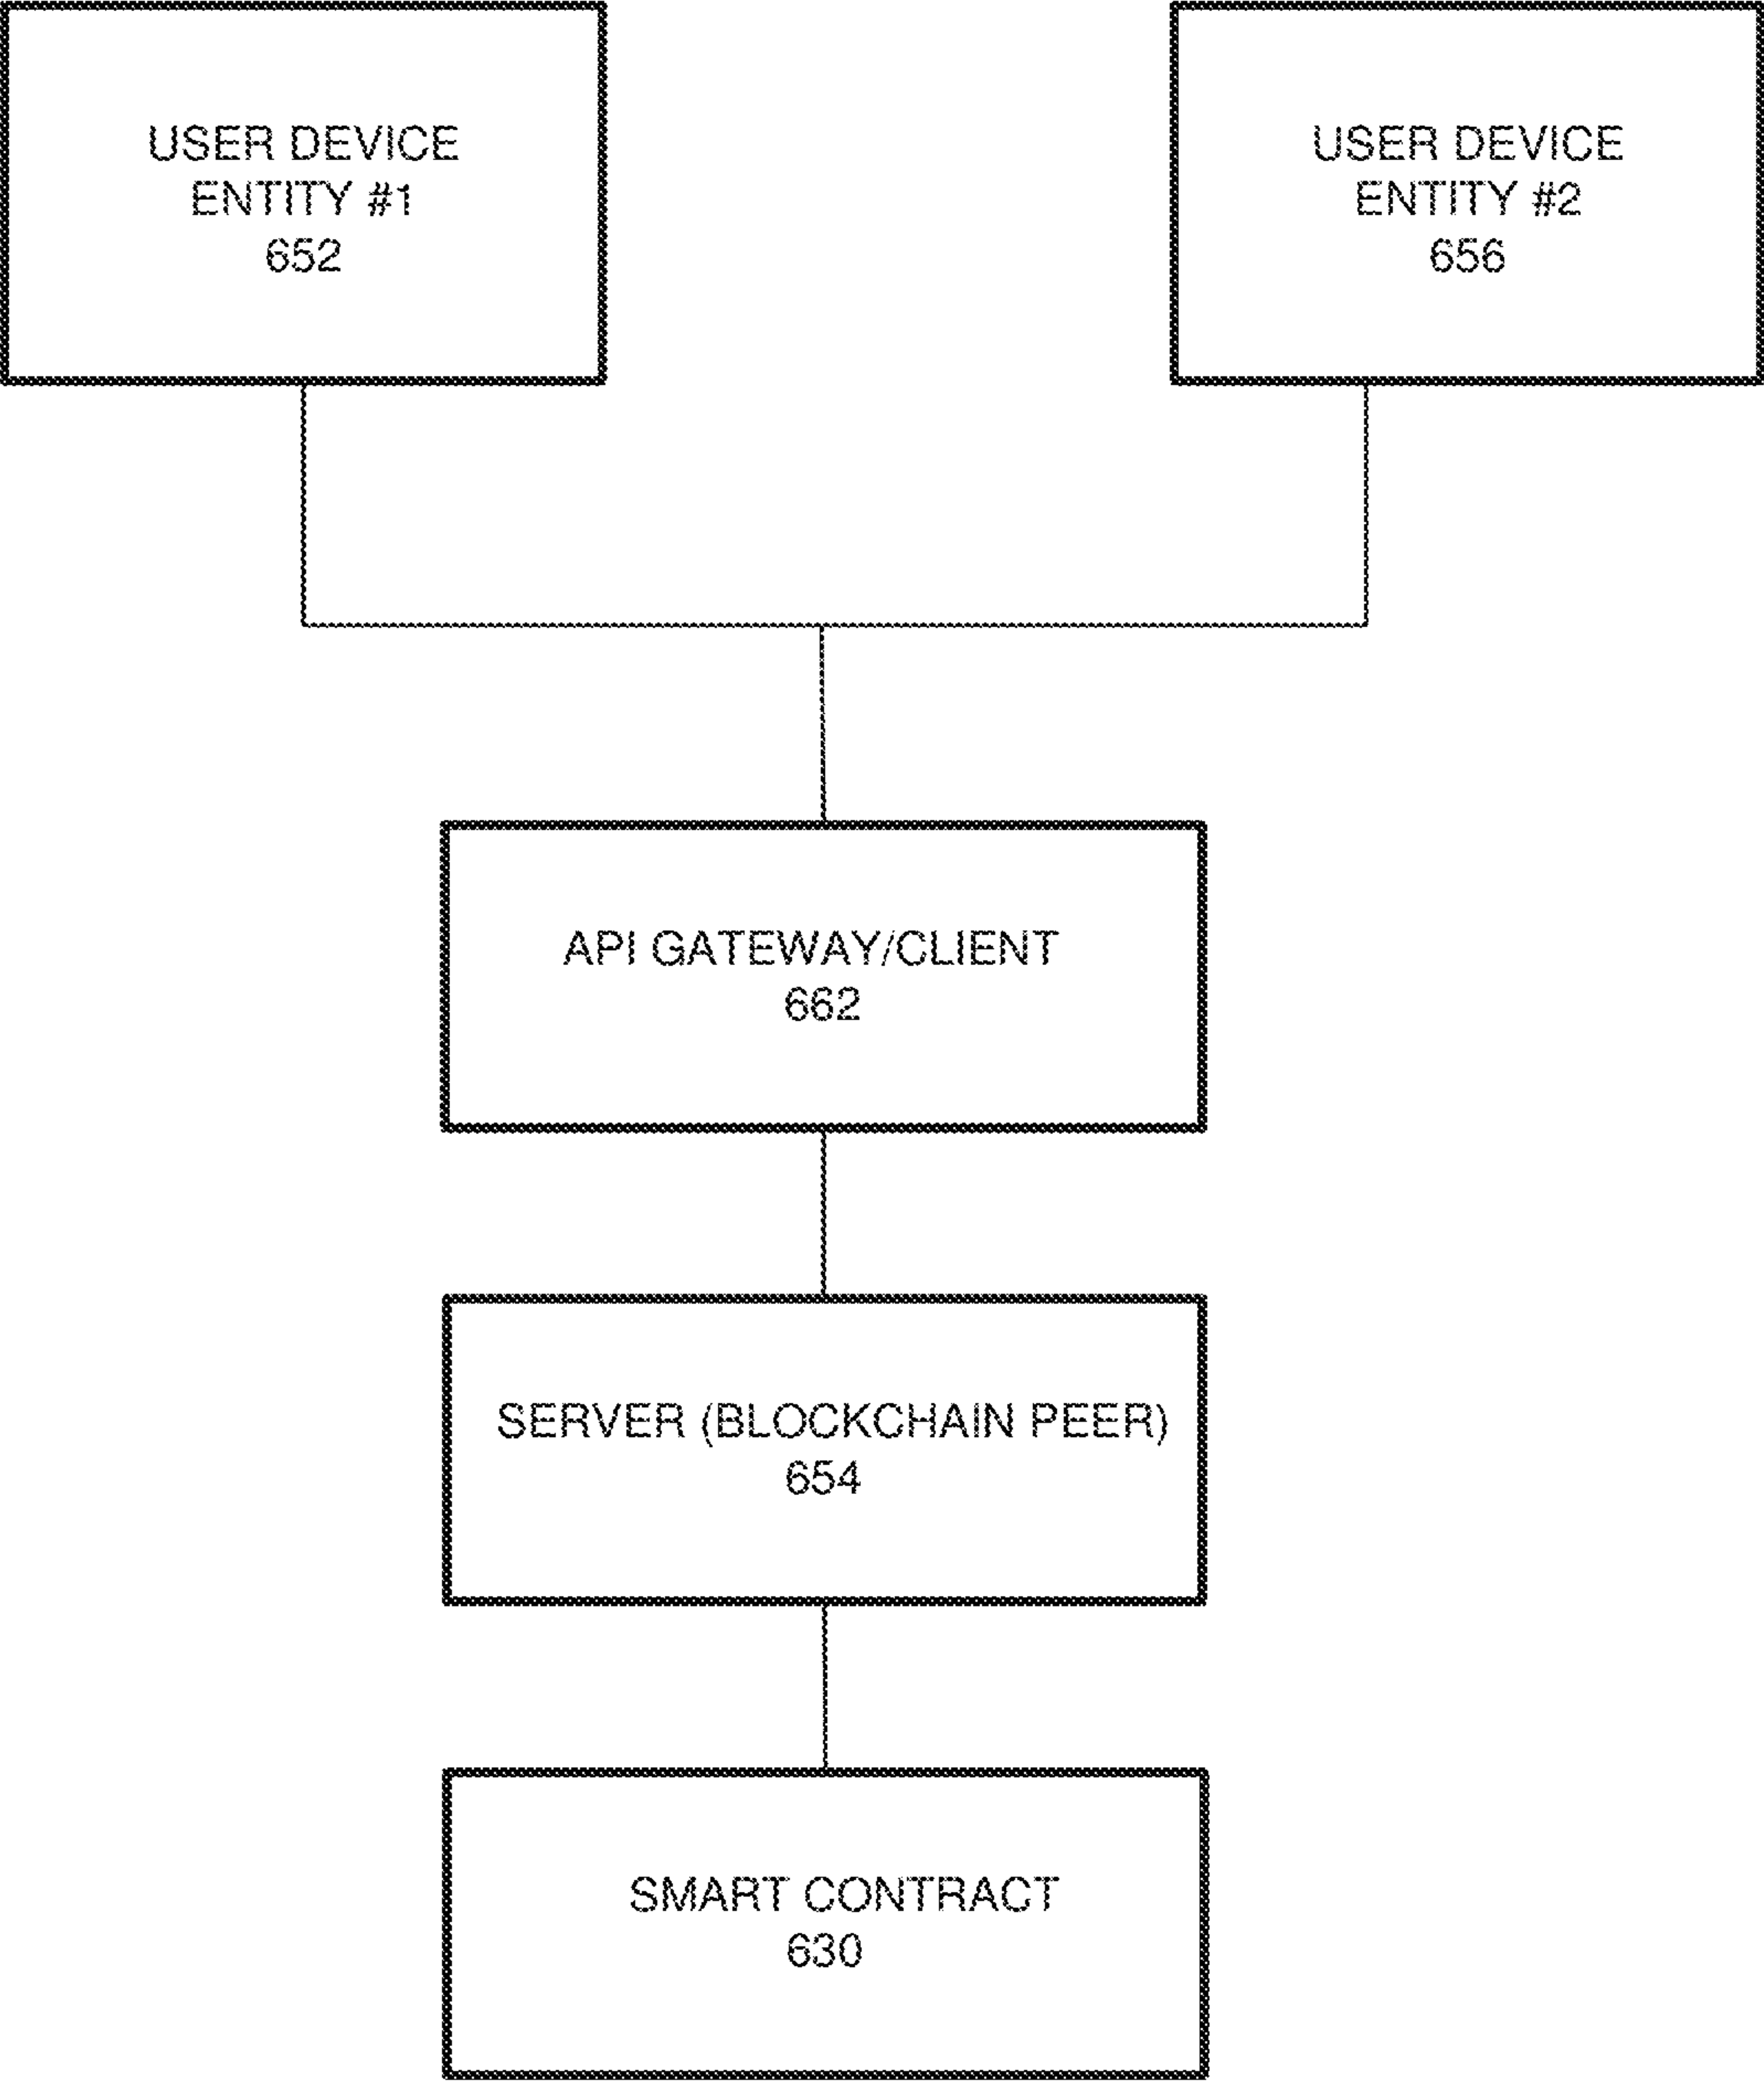 USER DEVICE
ENTITY #1
652
USER DEVICE
ENTITY #2
656
API GATEWAY/CLIENT
662
SERVER (BLOCKCHAIN PEER)
654
SMART CONTRACT
630